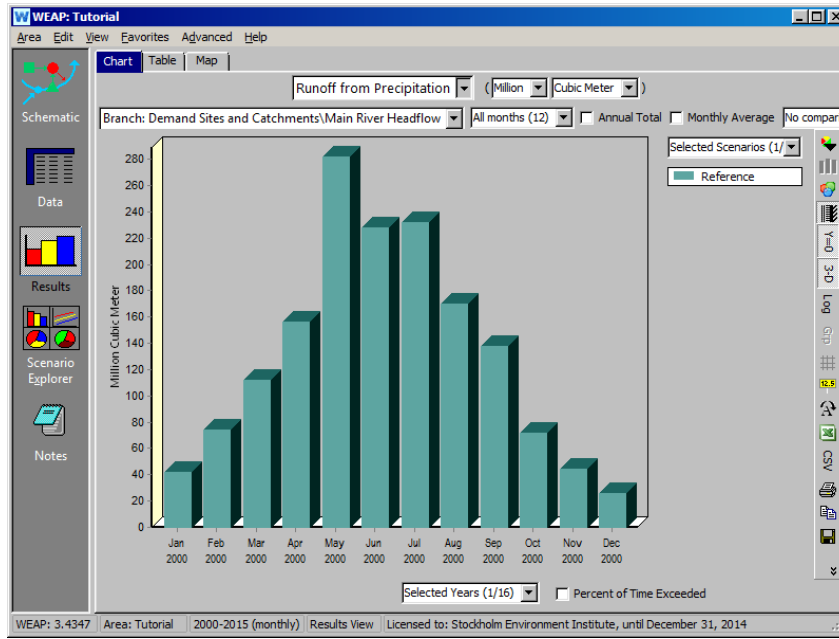 WEAP: Tutorial
Area Edit View Favorites Advanced Help
Chart Table Map
Runoff from Precipitation ( Million Cubic Meter )
Branch: Demand Sites and Catchments\Main River Headflow All months (12) Annual Total Monthly Average No compar
Selected Scenarios (1/
Reference
Schematic
Data
Results
Scenario
Explorer
Notes
Million Cubic Meter
280
260
240
220
200
180
160
140
120
100
80
60
40
20
0
Jan Feb Mar Apr May Jun Jul Aug Sep Oct Nov Dec
2000 2000 2000 2000 2000 2000 2000 2000 2000 2000 2000 2000
Y=0
3-D
Log
Grp
12.5
CSV
Selected Years (1/16) Percent of Time Exceeded
WEAP: 3.4347 Area: Tutorial 2000-2015 (monthly) Results View Licensed to: Stockholm Environment Institute, until December 31, 2014